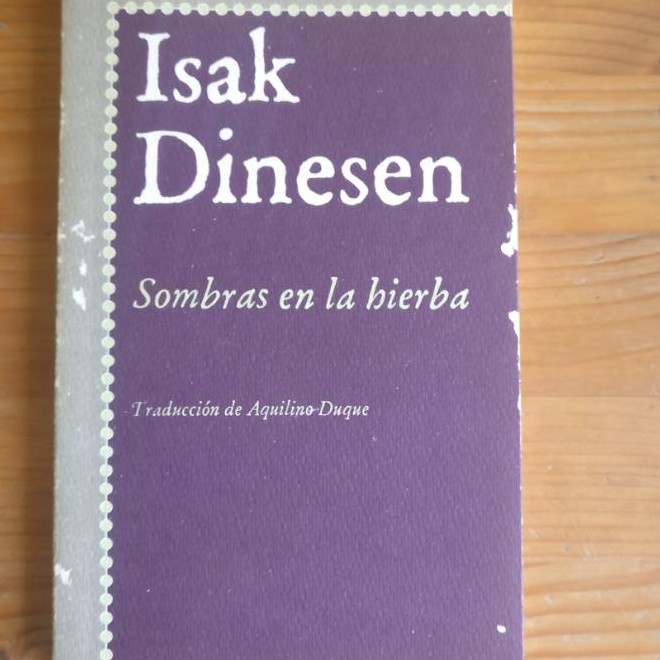 Isak
Dinesen
Sombras en la hierba
Traducción de Aquilino Duque